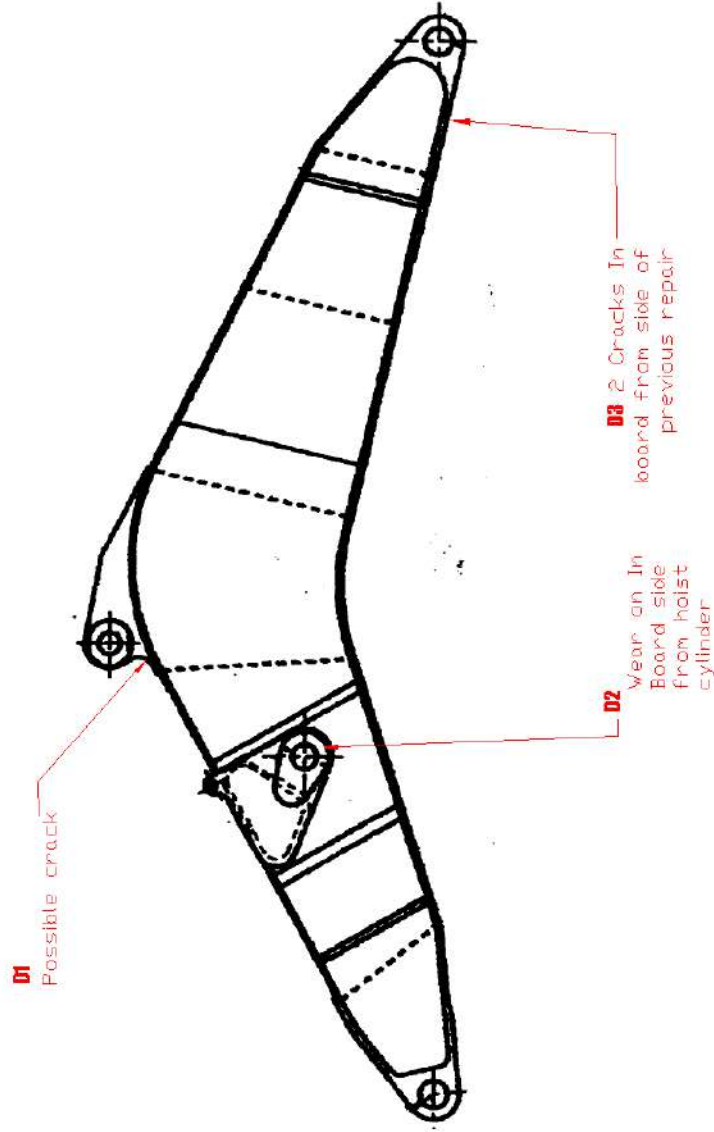 D1
Possible crack
D2 Wear on In
Board side
from hoist
cylinder
D3 2 Cracks In
board from side of
previous repair